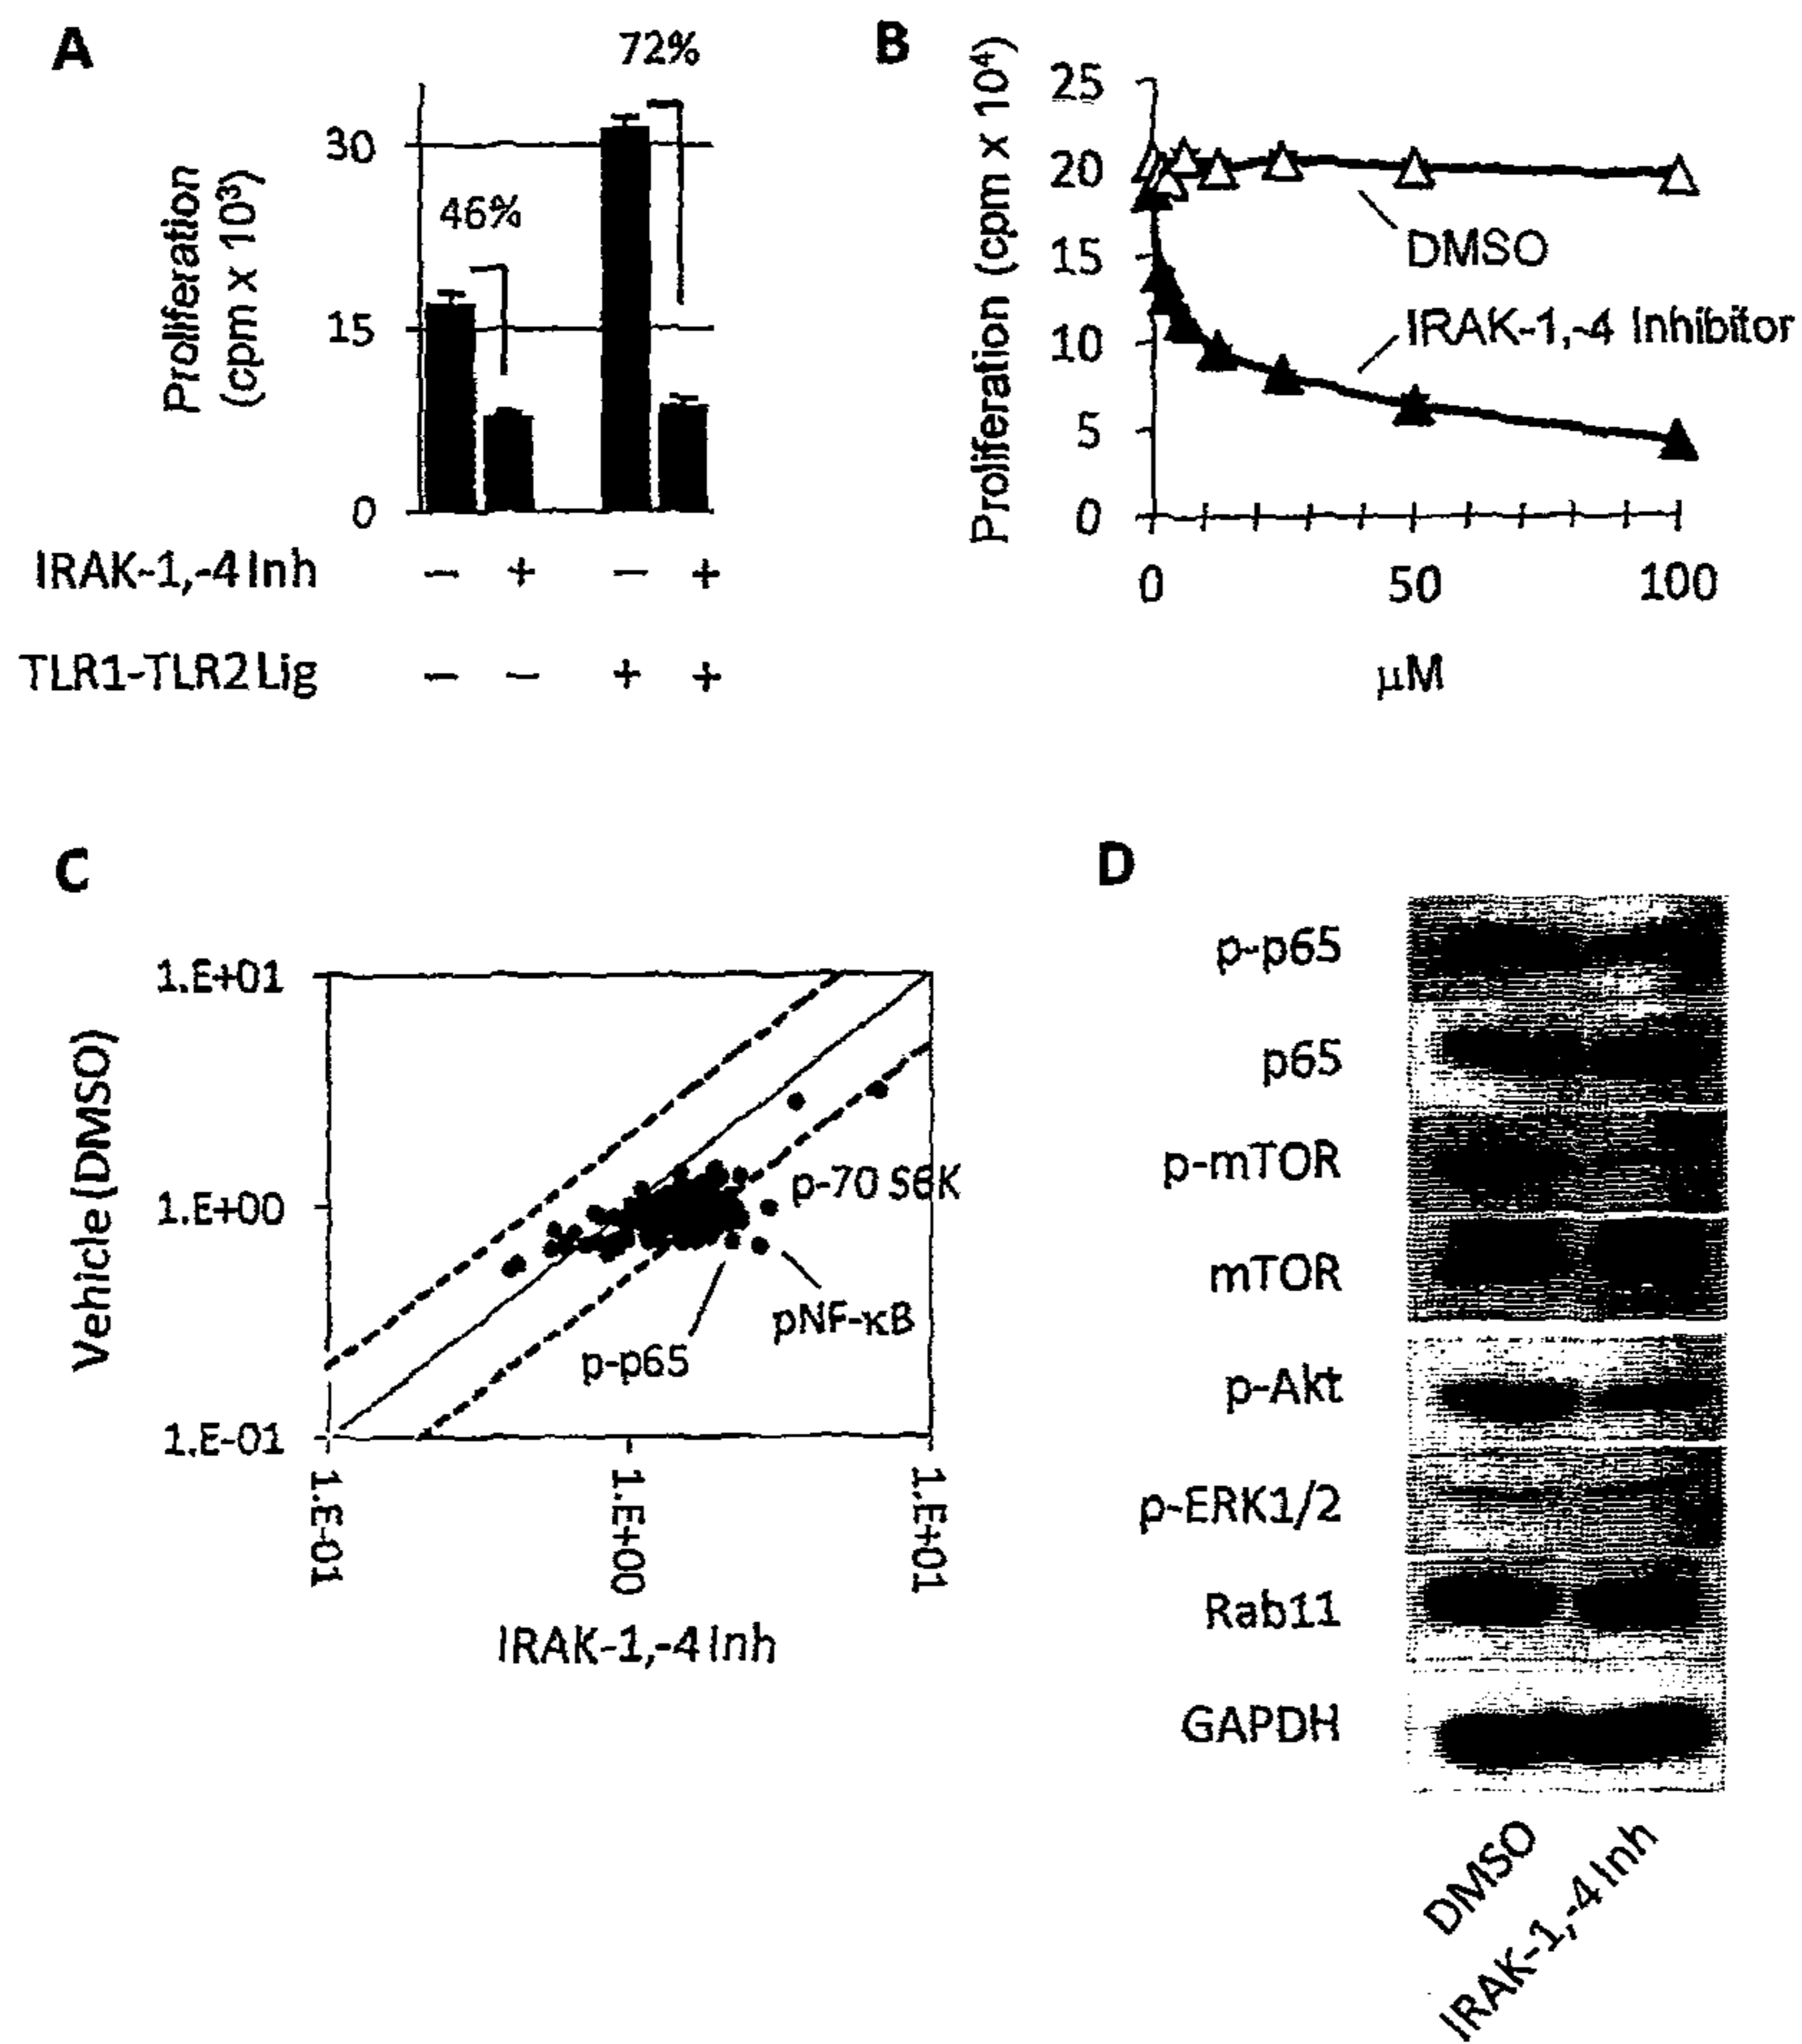 A
72%
30
46%
15
0
Proliferation
(cpm x 10³)
IRAK-1,-4 Inh − + − +
TLR1-TLR2 Lig − − + +
B
Proliferation (cpm x 10⁴)
25
20
15
10
5
0
DMSO
IRAK-1,-4 Inhibitor
0 50 100
μM
C
Vehicle (DMSO)
1.E+01
1.E+00
1.E-01
p-70 S6K
pNF-κB
p-p65
1.E-01 1.E+00 1.E+01
IRAK-1,-4 Inh
D
p-p65
p65
p-mTOR
mTOR
p-Akt
p-ERK1/2
Rab11
GAPDH
DMSO
IRAK-1,-4 Inh